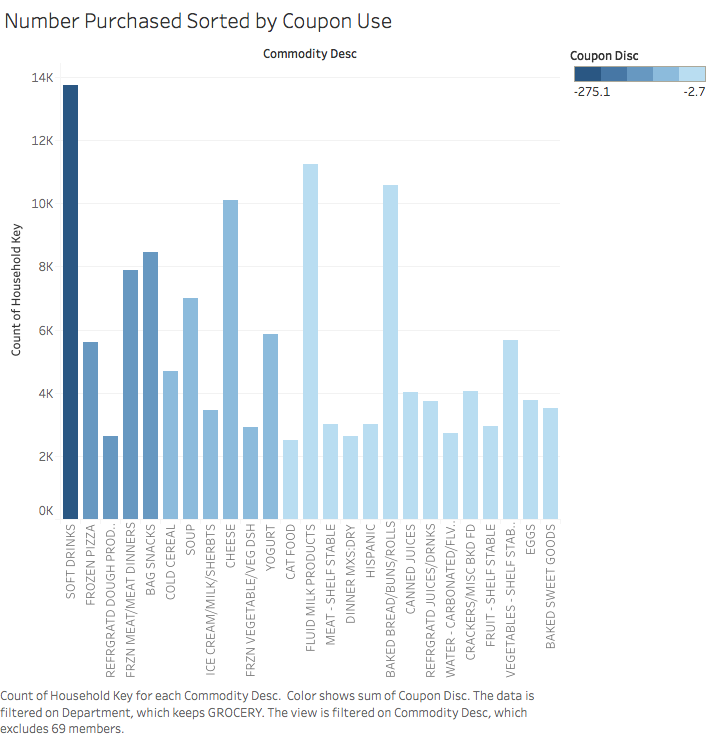 Number Purchased Sorted by Coupon Use
Commodity Desc
Coupon Disc
-275.1
-2.7
Count of Household Key
14K
12K
10K
8K
6K
4K
2K
0K
SOFT DRINKS
FROZEN PIZZA
REFRGRATD DOUGH PROD..
FRZN MEAT/MEAT DINNERS
BAG SNACKS
COLD CEREAL
SOUP
ICE CREAM/MILK/SHERBTS
CHEESE
FRZN VEGETABLE/VEG DSH
YOGURT
CAT FOOD
FLUID MILK PRODUCTS
MEAT - SHELF STABLE
DINNER MXS:DRY
HISPANIC
BAKED BREAD/BUNS/ROLLS
CANNED JUICES
REFRGRATD JUICES/DRNKS
WATER - CARBONATED/FLV..
CRACKERS/MISC BKD FD
FRUIT - SHELF STABLE
VEGETABLES - SHELF STAB..
EGGS
BAKED SWEET GOODS
Count of Household Key for each Commodity Desc.  Color shows sum of Coupon Disc. The data is
filtered on Department, which keeps GROCERY. The view is filtered on Commodity Desc, which
excludes 69 members.